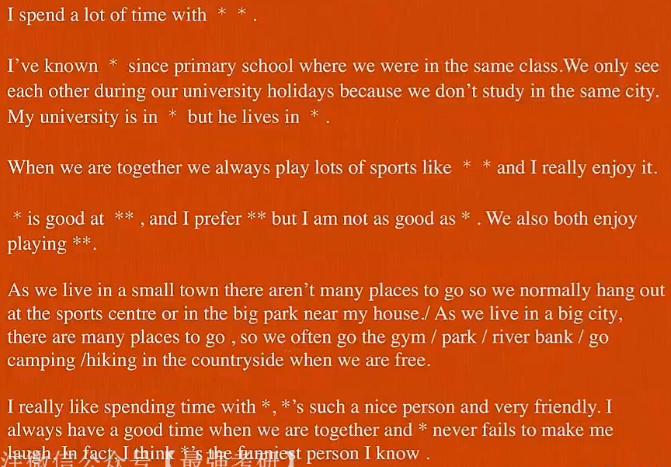 I spend a lot of time with * * .
I've known * since primary school where we were in the same class.We only see
each other during our university holidays because we don't study in the same city.
My university is in * but he lives in * .
When we are together we always play lots of sports like * * and I really enjoy it.
* is good at ** , and I prefer ** but I am not as good as * . We also both enjoy
playing **.
As we live in a small town there aren't many places to go so we normally hang out
at the sports centre or in the big park near my house./ As we live in a big city,
there are many places to go , so we often go the gym / park / river bank / go
camping /hiking in the countryside when we are free.
I really like spending time with *, *'s such a nice person and very friendly. I
always have a good time when we are together and * never fails to make me
laugh. In fact, I think *'s the funniest person I know .
注微信公众号【最强考研】